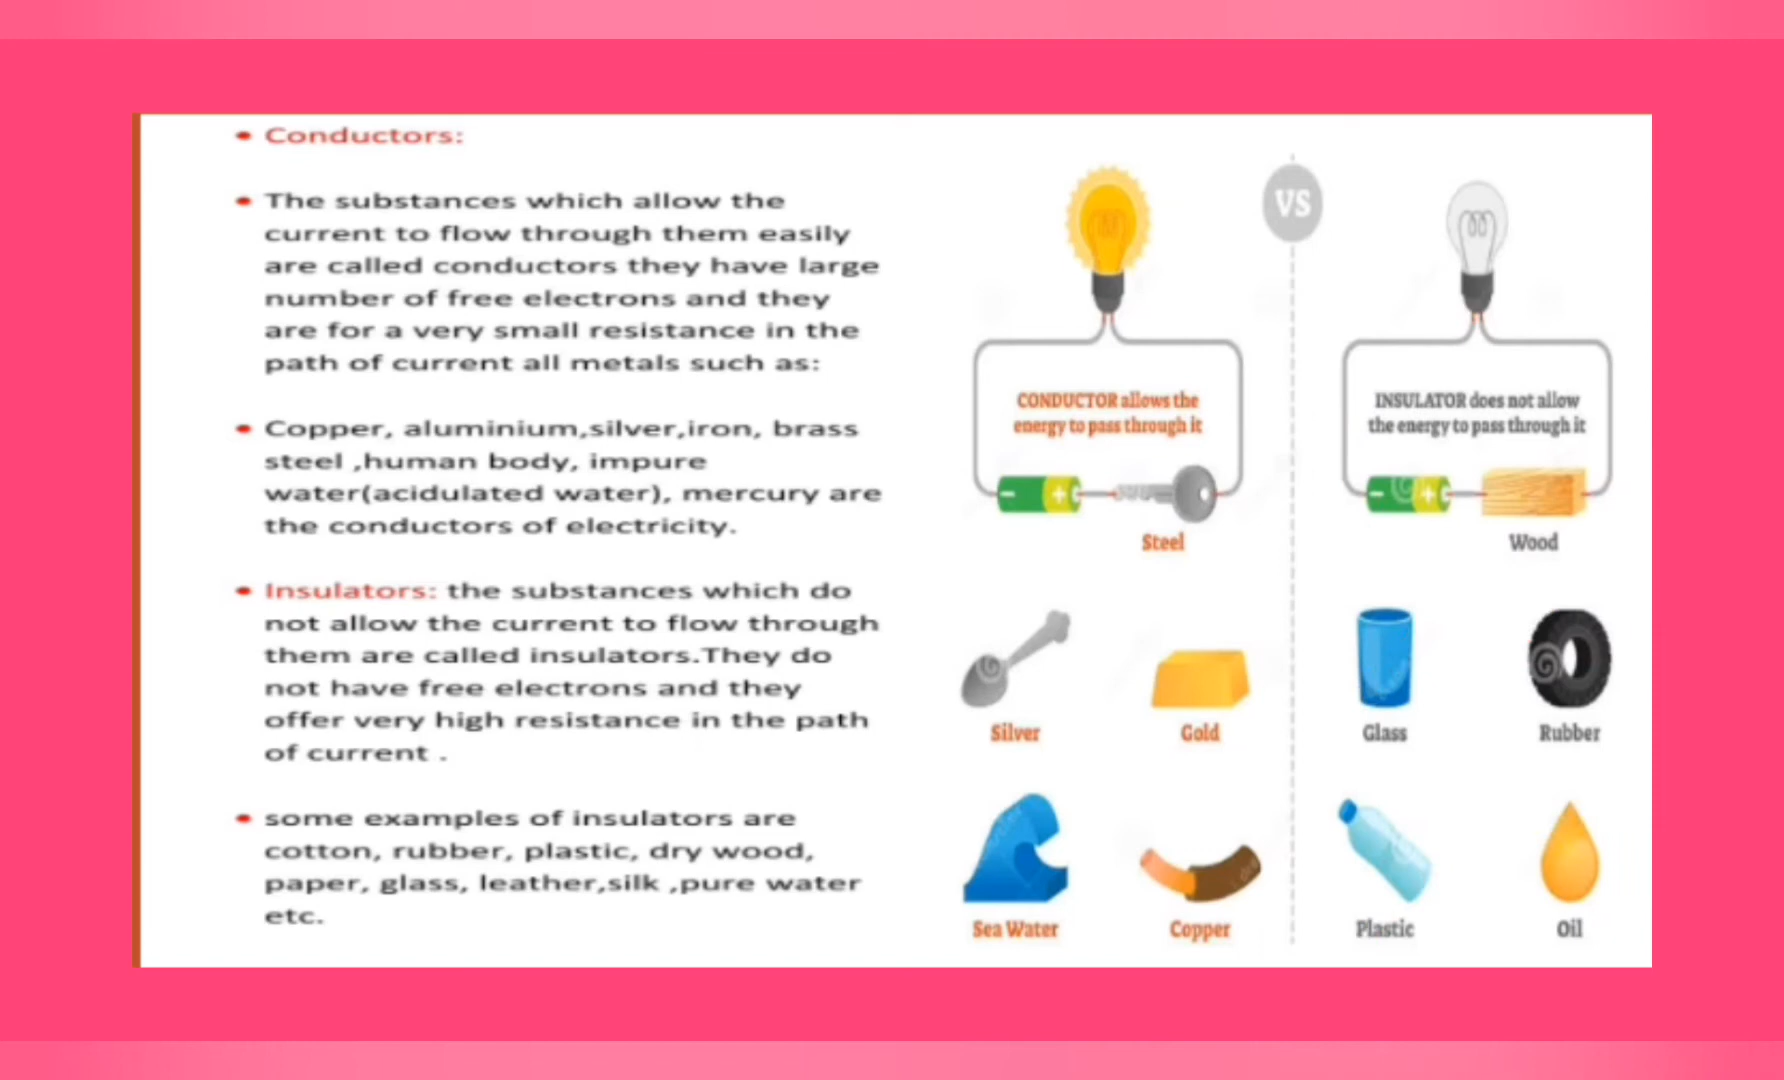 Conductors:
The substances which allow the
current to flow through them easily
are called conductors they have large
number of free electrons and they
are for a very small resistance in the
path of current all metals such as:
Copper, aluminium,silver,iron, brass
steel ,human body, impure
water(acidulated water), mercury are
the conductors of electricity.
Insulators: the substances which do
not allow the current to flow through
them are called insulators.They do
not have free electrons and they
offer very high resistance in the path
of current .
some examples of insulators are
cotton, rubber, plastic, dry wood,
paper, glass, leather,silk ,pure water
etc.
VS
CONDUCTOR allows the
energy to pass through it
Steel
Silver
Gold
Sea Water
Copper
INSULATOR does not allow
the energy to pass through it
Wood
Glass
Rubber
Plastic
Oil